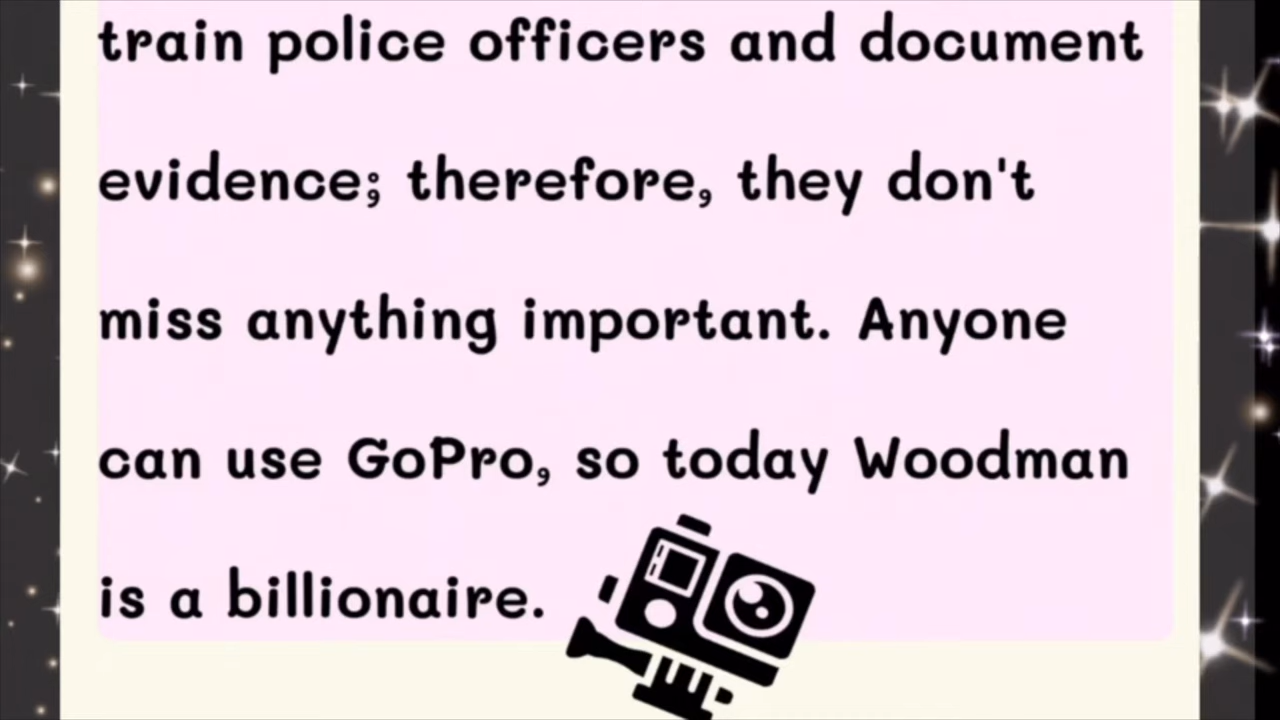 train police officers and document
evidence; therefore, they don't
miss anything important. Anyone
can use GoPro, so today Woodman
is a billionaire.